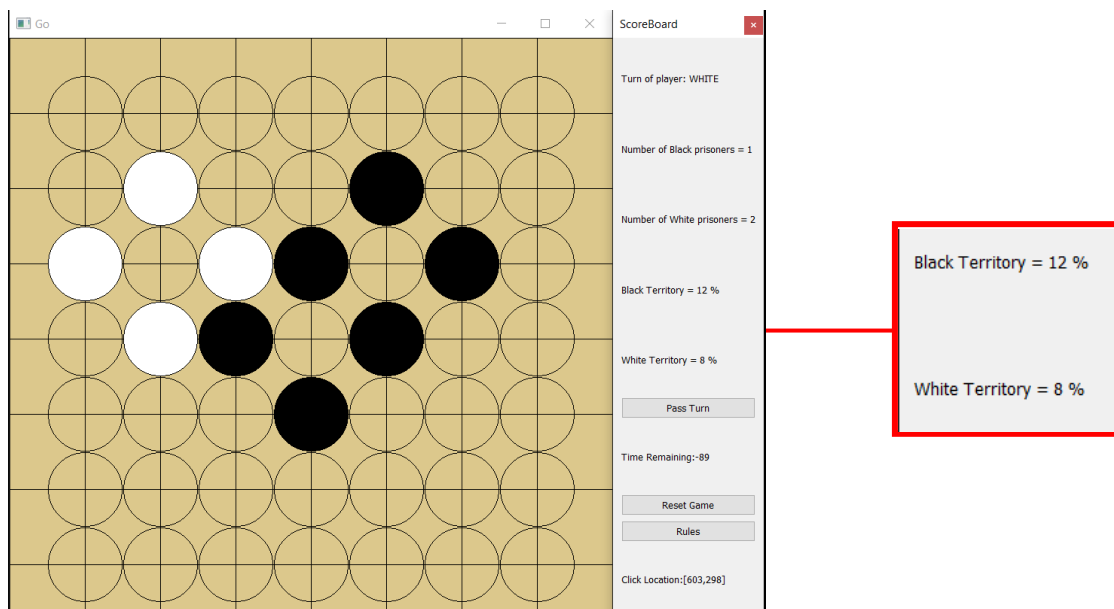 Go
ScoreBoard
Turn of player: WHITE
Number of Black prisoners = 1
Number of White prisoners = 2
Black Territory = 12 %
White Territory = 8 %
Pass Turn
Time Remaining:-89
Reset Game
Rules
Click Location:[603,298]
Black Territory = 12 %
White Territory = 8 %